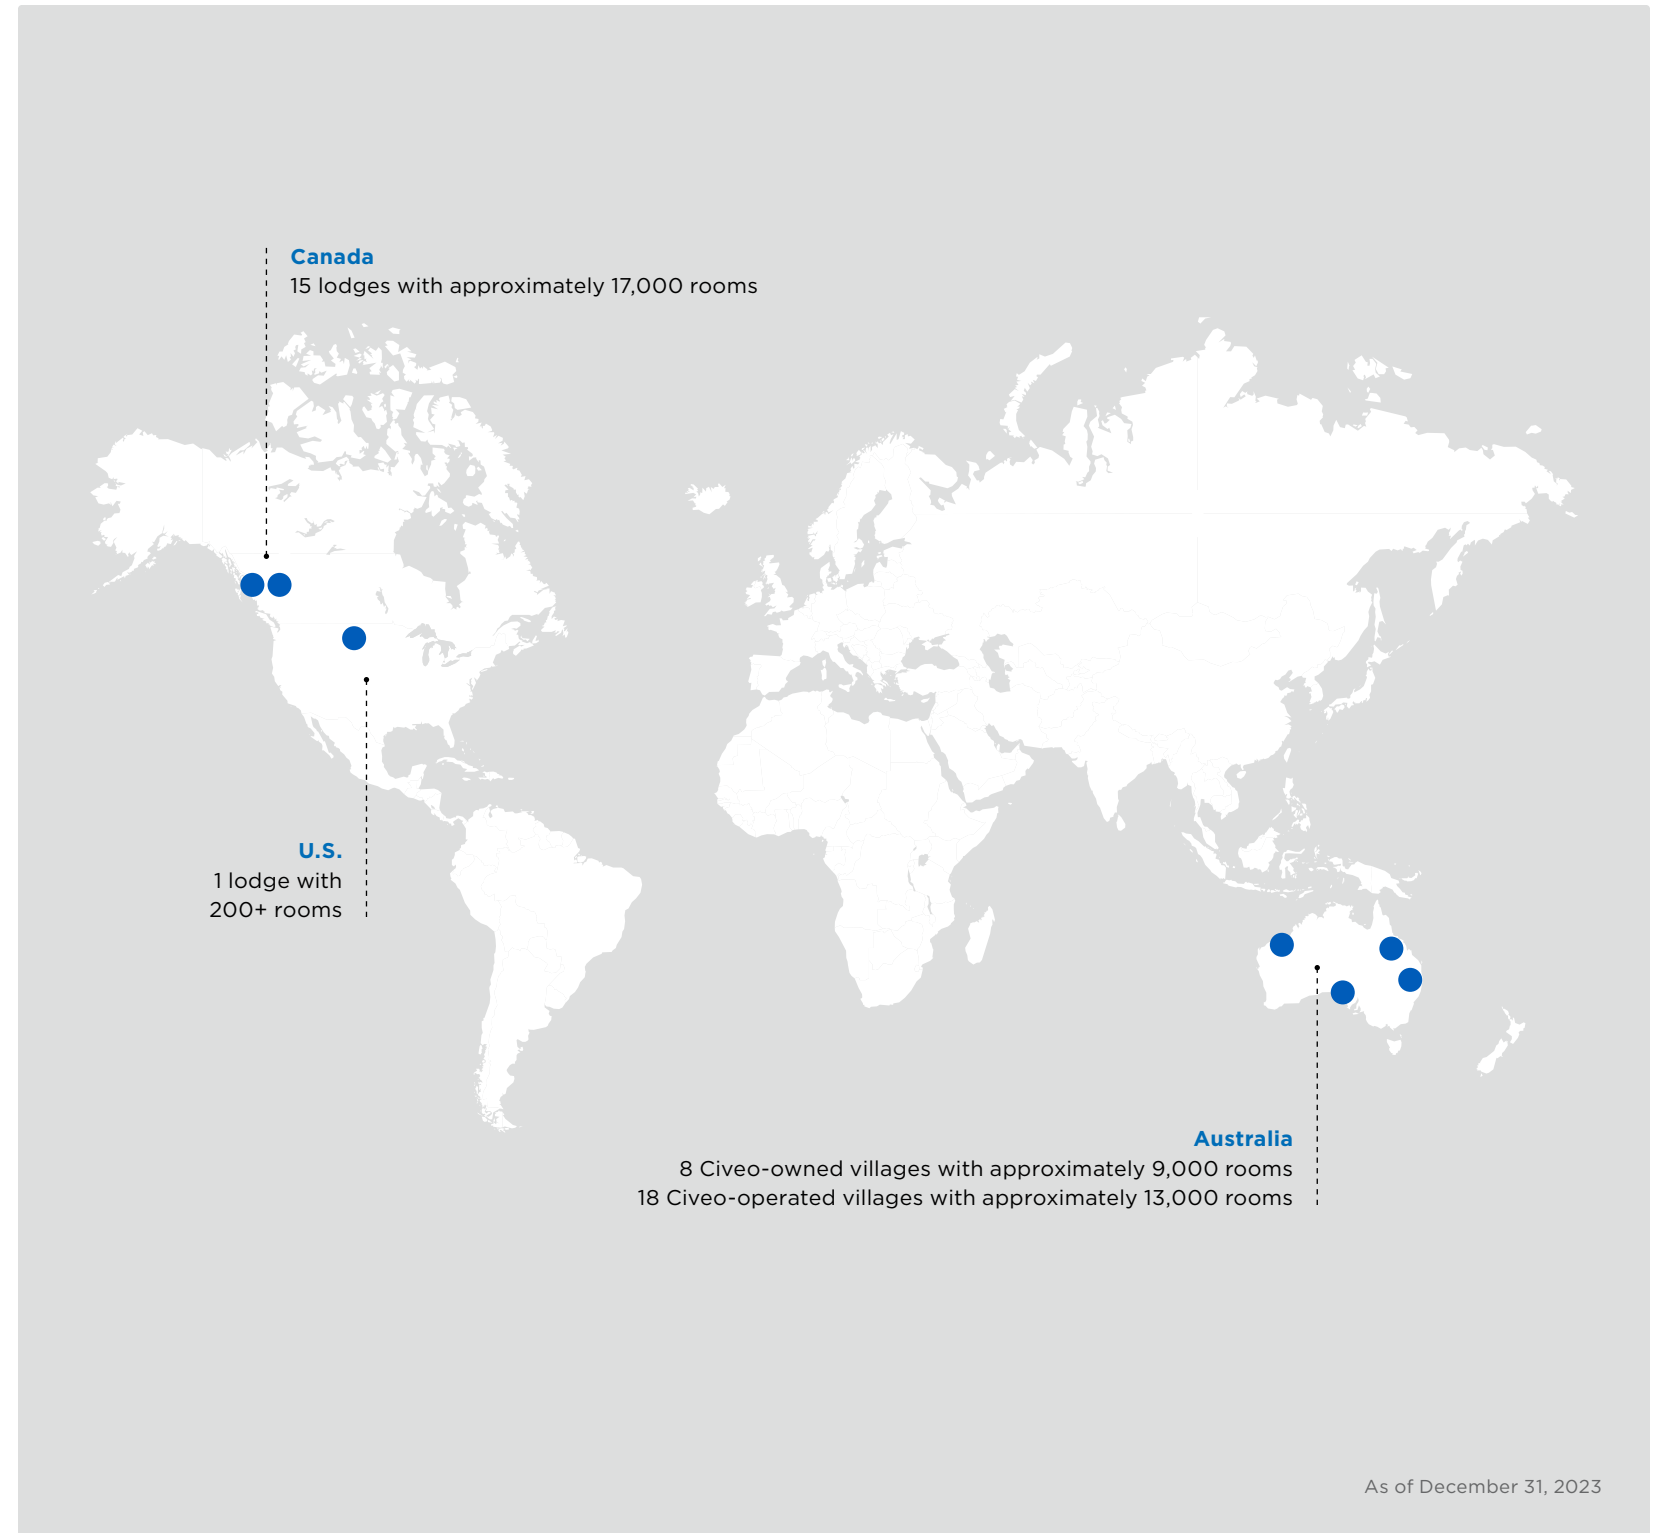 Canada
15 lodges with approximately 17,000 rooms
U.S.
1 lodge with
200+ rooms
Australia
8 Civeo-owned villages with approximately 9,000 rooms
18 Civeo-operated villages with approximately 13,000 rooms
As of December 31, 2023